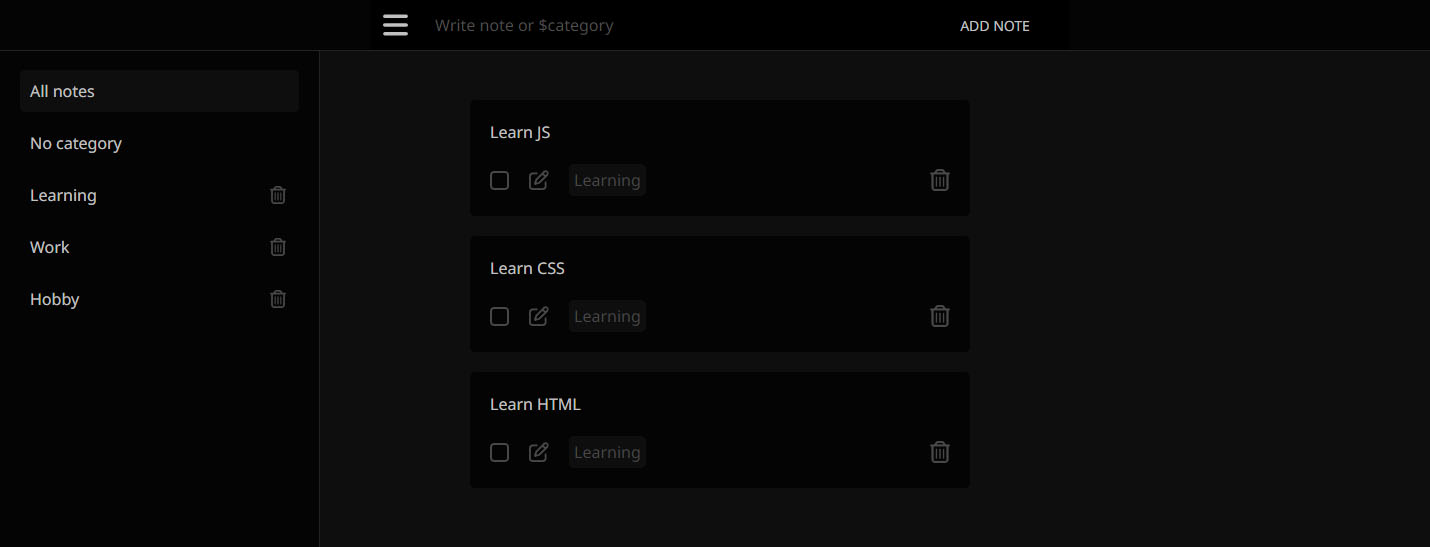 Write note or $category
ADD NOTE
All notes
No category
Learning
Work
Hobby
Learn JS
Learning
Learn CSS
Learning
Learn HTML
Learning